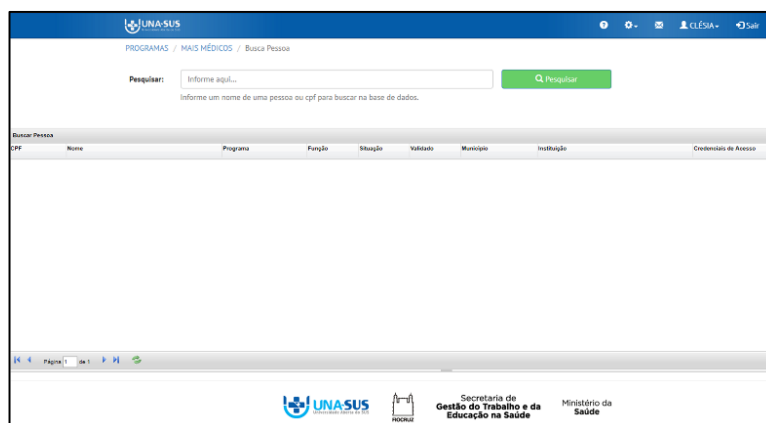 UNA-SUS
CLÉSIA
Sair
PROGRAMAS / MAIS MÉDICOS / Busca Pessoa
Pesquisar:
Informe aqui...
Pesquisar
Informe um nome de uma pessoa ou cpf para buscar na base de dados.
Buscar Pessoa
CPF Nome Programa Função Situação Validado Município Instituição Credenciais de Acesso
Página 1 de 1
UNA-SUS
Universidade Aberta do SUS
FIOCRUZ
Secretaria de
Gestão do Trabalho e da
Educação na Saúde
Ministério da
Saúde